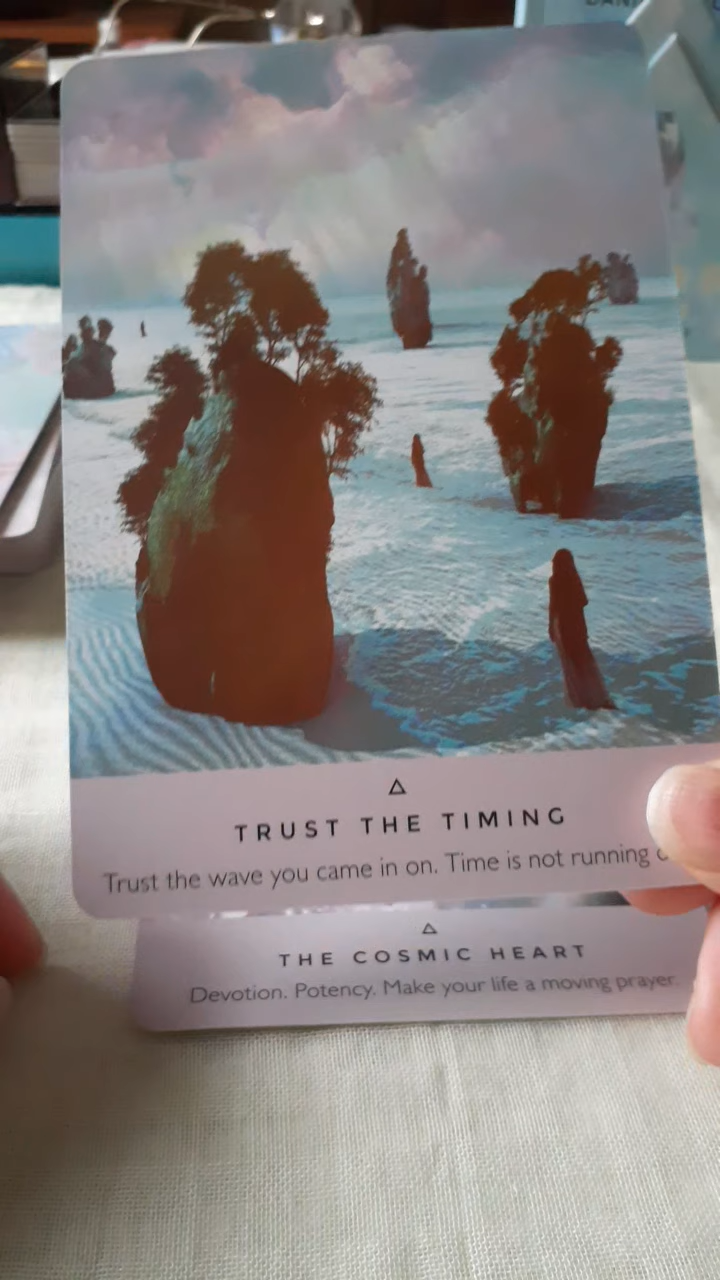 TRUST THE TIMING
Trust the wave you came in on. Time is not running
THE COSMIC HEART
Devotion. Potency. Make your life a moving prayer.